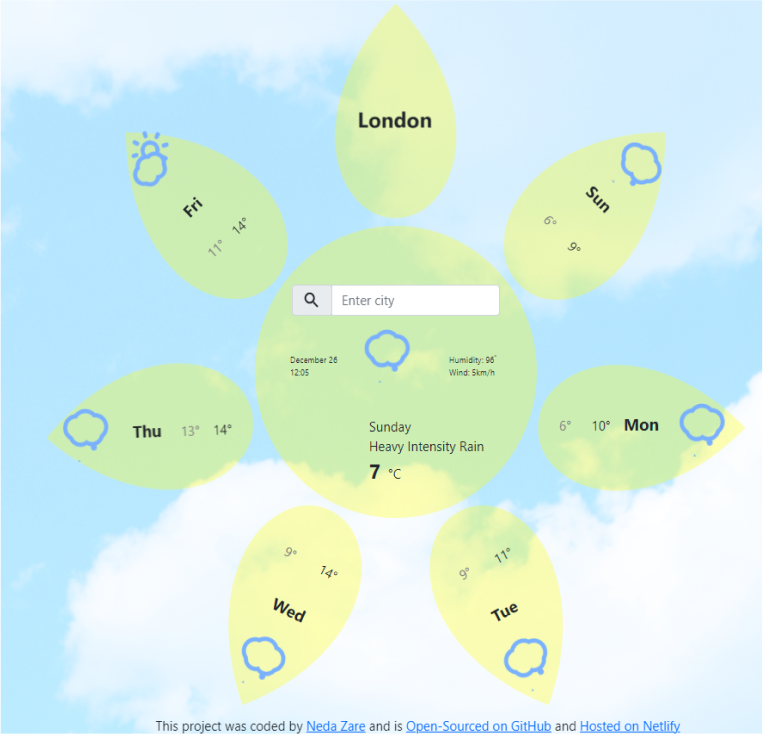 London
Enter city
December 26
12:05
Humidity: 96°
Wind: 5km/h
Sunday
Heavy Intensity Rain
7 °C
Sun
6° 9°
6° 10° Mon
9° 11°
Tue
9° 14°
Wed
Thu 13° 14°
Fri
11° 14°
This project was coded by Neda Zare and is Open-Sourced on GitHub and Hosted on Netlify